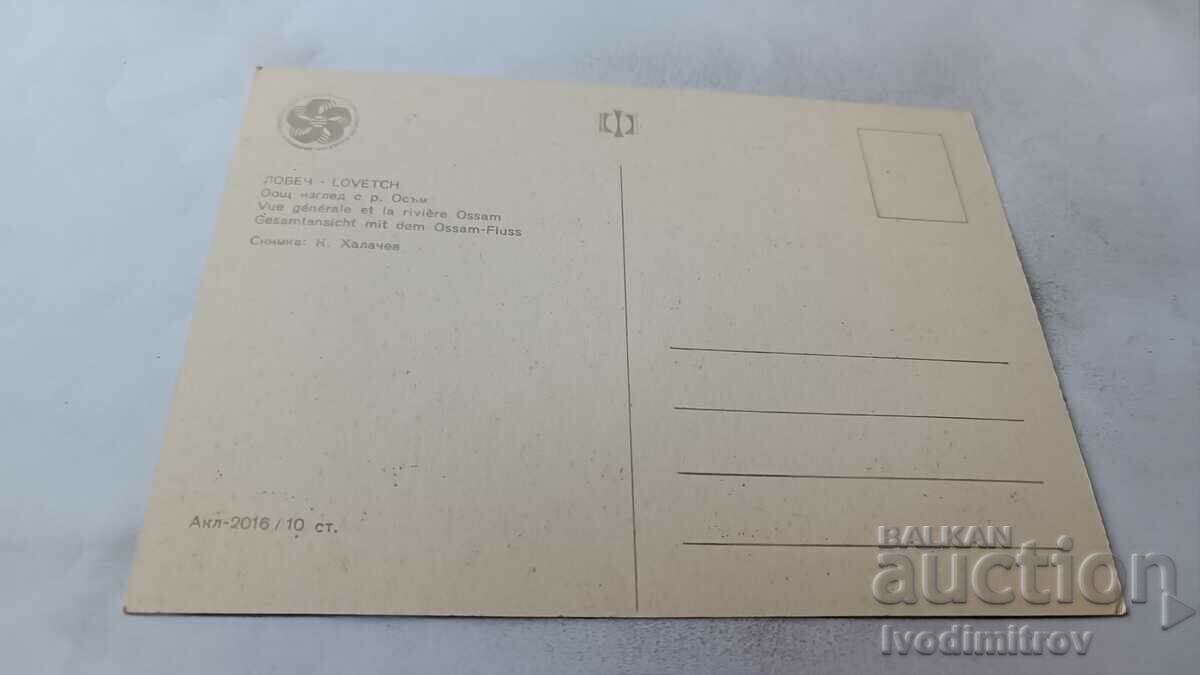 ЛОВЕЧ - LOVETCH
Общ изглед с р. Осъм
Vue générale et la rivière Ossam
Gesamtansicht mit dem Ossam-Fluss
Снимка: К. Халачев
Акл-2016 / 10 ст.
BALKAN
auction
Ivodimitrov